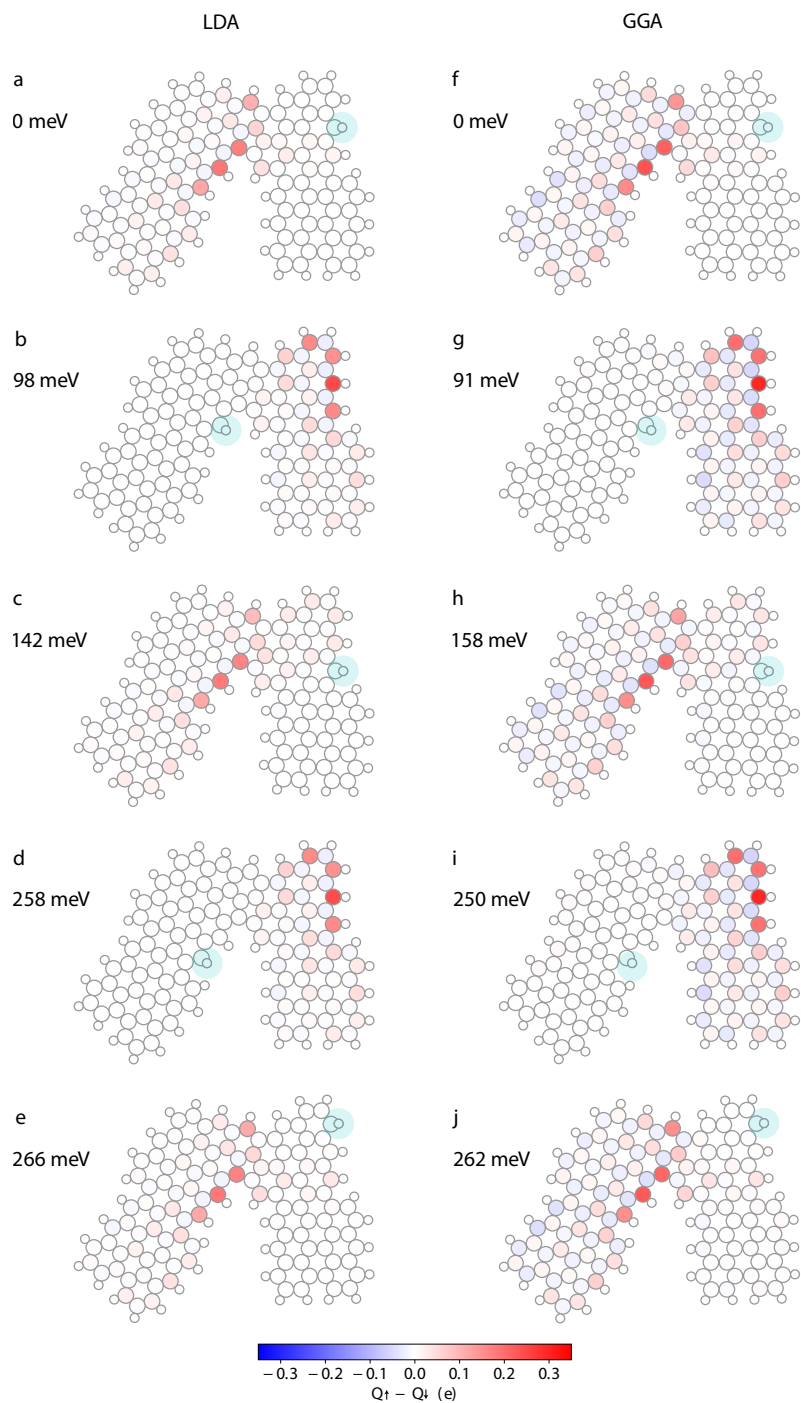 LDA GGA
a f
0 meV 0 meV
b g
98 meV 91 meV
c h
142 meV 158 meV
d i
258 meV 250 meV
e j
266 meV 262 meV
−0.3 −0.2 −0.1 0.0 0.1 0.2 0.3
Q↑ − Q↓ (e)